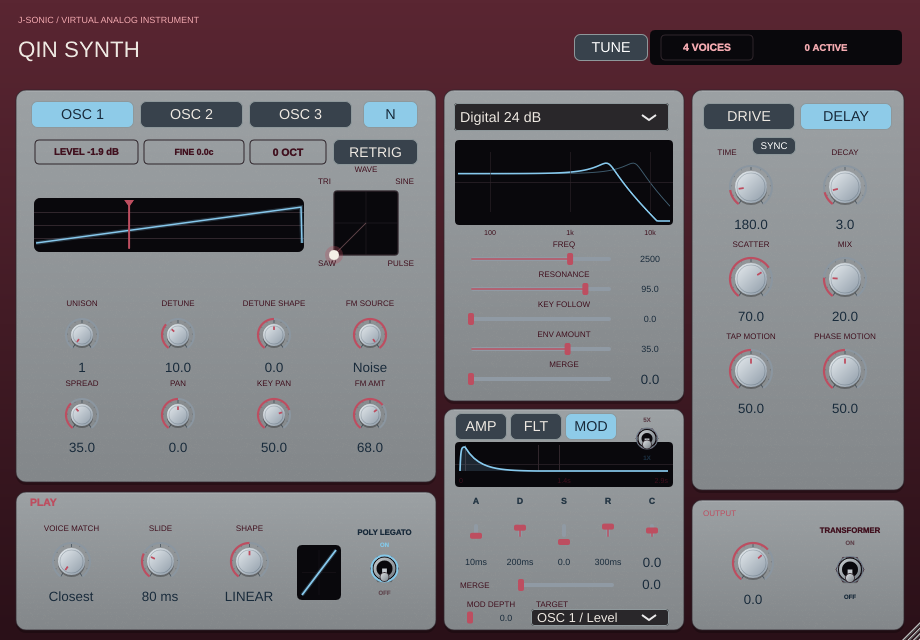 J-SONIC / VIRTUAL ANALOG INSTRUMENT
QIN SYNTH
TUNE
4 VOICES
0 ACTIVE
OSC 1
OSC 2
OSC 3
N
LEVEL -1.9 dB
FINE 0.0c
0 OCT
RETRIG
WAVE
TRI
SINE
SAW
PULSE
UNISON
DETUNE
DETUNE SHAPE
FM SOURCE
1
10.0
0.0
Noise
SPREAD
PAN
KEY PAN
FM AMT
35.0
0.0
50.0
68.0
PLAY
VOICE MATCH
SLIDE
SHAPE
POLY LEGATO
ON
OFF
Closest
80 ms
LINEAR
Digital 24 dB
100
1k
10k
FREQ
2500
RESONANCE
95.0
KEY FOLLOW
0.0
ENV AMOUNT
35.0
MERGE
0.0
AMP
FLT
MOD
5X
A
D
S
R
C
10ms
200ms
0.0
300ms
0.0
MERGE
0.0
MOD DEPTH
TARGET
0.0
OSC 1 / Level
DRIVE
DELAY
SYNC
TIME
DECAY
180.0
3.0
SCATTER
MIX
70.0
20.0
TAP MOTION
PHASE MOTION
50.0
50.0
OUTPUT
TRANSFORMER
ON
OFF
0.0